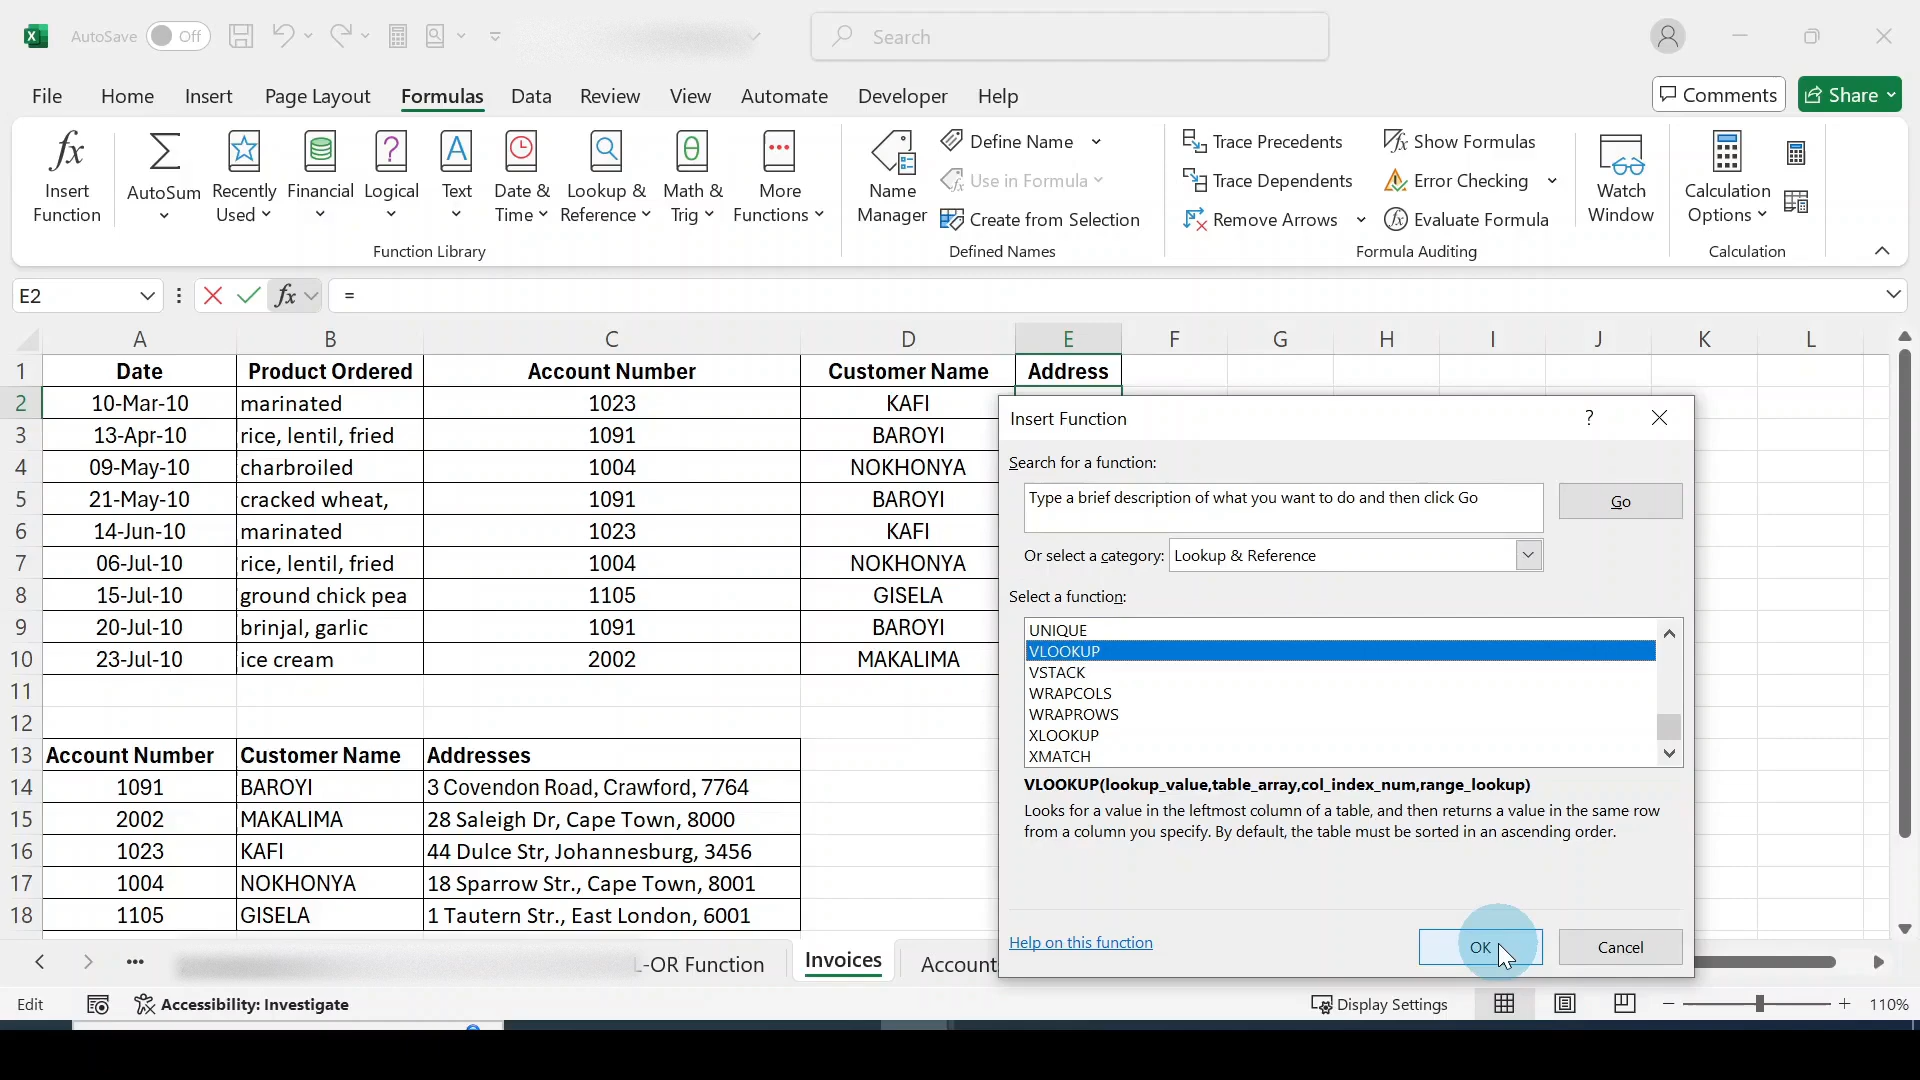 AutoSave Off Search
File Home Insert Page Layout Formulas Data Review View Automate Developer Help Comments Share
Insert Function
AutoSum
Recently Used
Financial
Logical
Text
Date & Time
Lookup & Reference
Math & Trig
More Functions
Function Library
Name Manager
Define Name
Use in Formula
Create from Selection
Defined Names
Trace Precedents
Trace Dependents
Remove Arrows
Show Formulas
Error Checking
Evaluate Formula
Formula Auditing
Watch Window
Calculation Options
Calculation
E2 fx =
A B C D E F G H I J K L
1 Date Product Ordered Account Number Customer Name Address
2 10-Mar-10 marinated 1023 KAFI
3 13-Apr-10 rice, lentil, fried 1091 BAROYI
4 09-May-10 charbroiled 1004 NOKHONYA
5 21-May-10 cracked wheat, 1091 BAROYI
6 14-Jun-10 marinated 1023 KAFI
7 06-Jul-10 rice, lentil, fried 1004 NOKHONYA
8 15-Jul-10 ground chick pea 1105 GISELA
9 20-Jul-10 brinjal, garlic 1091 BAROYI
10 23-Jul-10 ice cream 2002 MAKALIMA
11
12
13 Account Number Customer Name Addresses
14 1091 BAROYI 3 Covendon Road, Crawford, 7764
15 2002 MAKALIMA 28 Saleigh Dr, Cape Town, 8000
16 1023 KAFI 44 Dulce Str, Johannesburg, 3456
17 1004 NOKHONYA 18 Sparrow Str., Cape Town, 8001
18 1105 GISELA 1 Tautern Str., East London, 6001
Insert Function ?
Search for a function:
Type a brief description of what you want to do and then click Go
Go
Or select a category: Lookup & Reference
Select a function:
UNIQUE
VLOOKUP
VSTACK
WRAPCOLS
WRAPROWS
XLOOKUP
XMATCH
VLOOKUP(lookup_value,table_array,col_index_num,range_lookup)
Looks for a value in the leftmost column of a table, and then returns a value in the same row
from a column you specify. By default, the table must be sorted in an ascending order.
Help on this function OK Cancel
L-OR Function Invoices Account
Edit Accessibility: Investigate Display Settings 110%